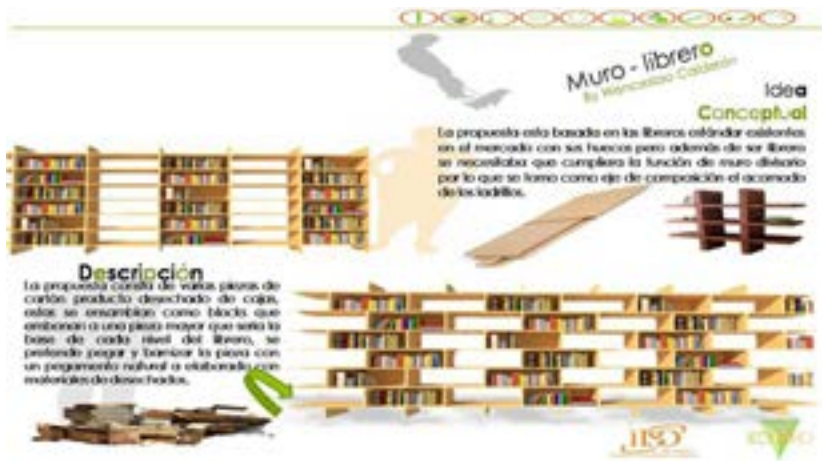 Muro - librero
By Wenceslao Calderón
Idea
Conceptual
La propuesta esta basada en los libreros estándar existentes
en el mercado con sus huecos pero además de ser librero
se necesitaba que cumpliera la función de muro divisorio
por lo que se tomo como eje de composición el acomodo
de los ladrillos.
Descripción
La propuesta consta de varias piezas de
cartón producto desechado de cajas,
estas se ensamblan como blocks que
embonan a una pieza mayor que seria la
base de cada nivel del librero, se
pretende pegar y barnizar la pieza con
un pegamento natural o elaborado con
materiales de desechados.